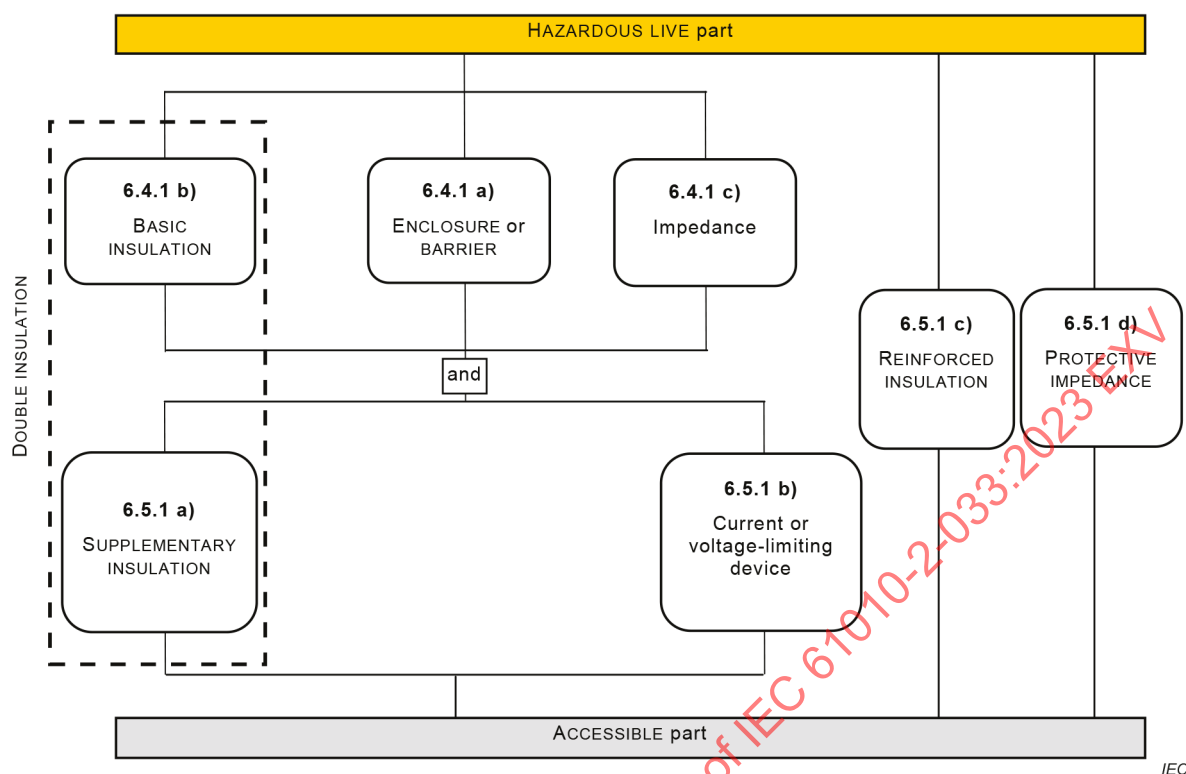 HAZARDOUS LIVE part
6.4.1 b)
BASIC
INSULATION
6.4.1 a)
ENCLOSURE or
BARRIER
6.4.1 c)
Impedance
DOUBLE INSULATION
6.5.1 c)
REINFORCED
INSULATION
6.5.1 d)
PROTECTIVE
IMPEDANCE
and
6.5.1 a)
SUPPLEMENTARY
INSULATION
6.5.1 b)
Current or
voltage-limiting
device
ACCESSIBLE part
of IEC 61010-2-033:2023 EXV
IEC